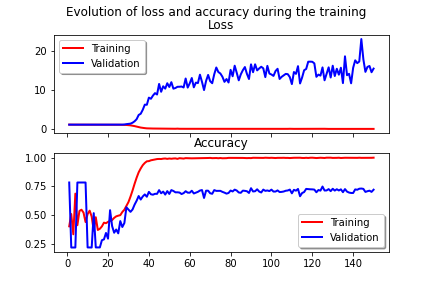 Evolution of loss and accuracy during the training
Loss
20
10
0
Training
Validation
Accuracy
1.00
0.75
0.50
0.25
Training
Validation
0 20 40 60 80 100 120 140